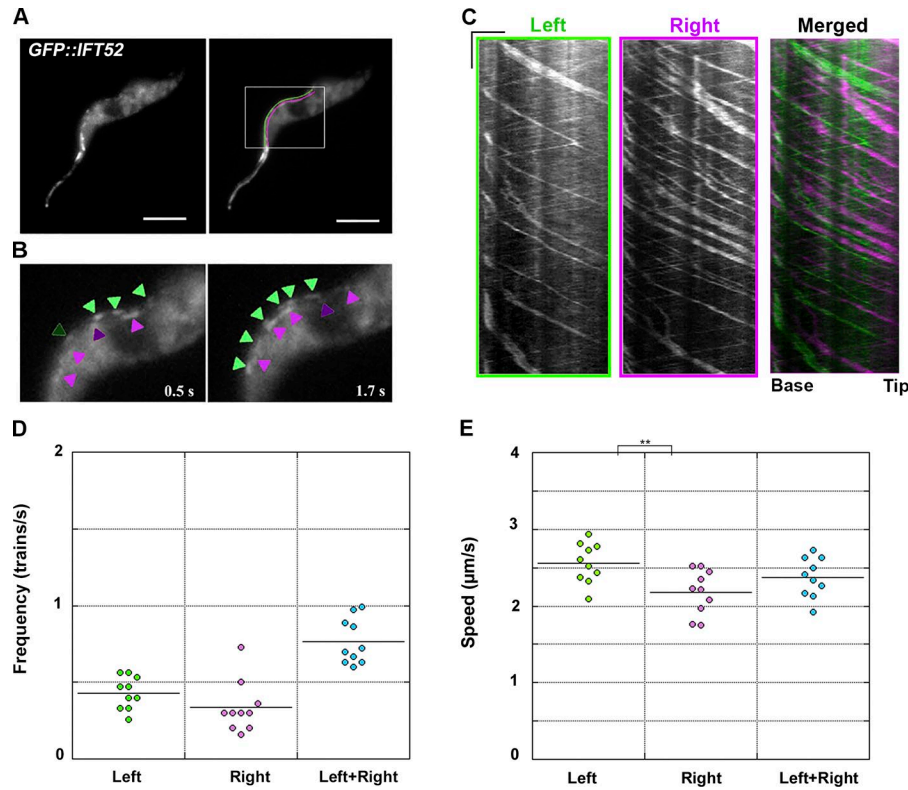 A
GFP::IFT52
B
0.5 s
1.7 s
C
Left
Right
Merged
Base
Tip
D
Frequency (trains/s)
2
1
0
Left
Right
Left+Right
E
Speed (µm/s)
**
4
3
2
1
0
Left
Right
Left+Right